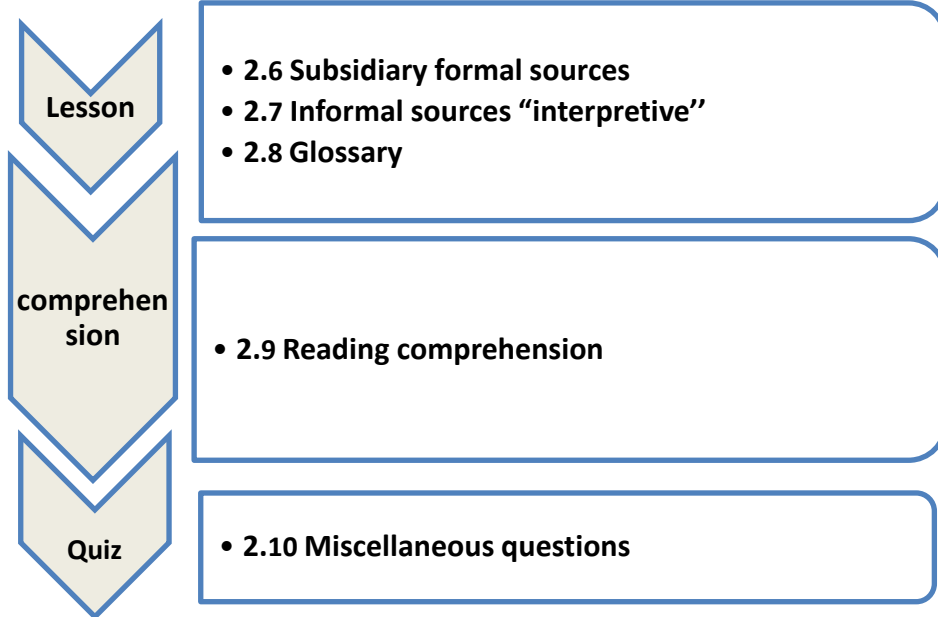 Lesson
• 2.6 Subsidiary formal sources
• 2.7 Informal sources “interpretive’’
• 2.8 Glossary
comprehen
sion
• 2.9 Reading comprehension
Quiz
• 2.10 Miscellaneous questions